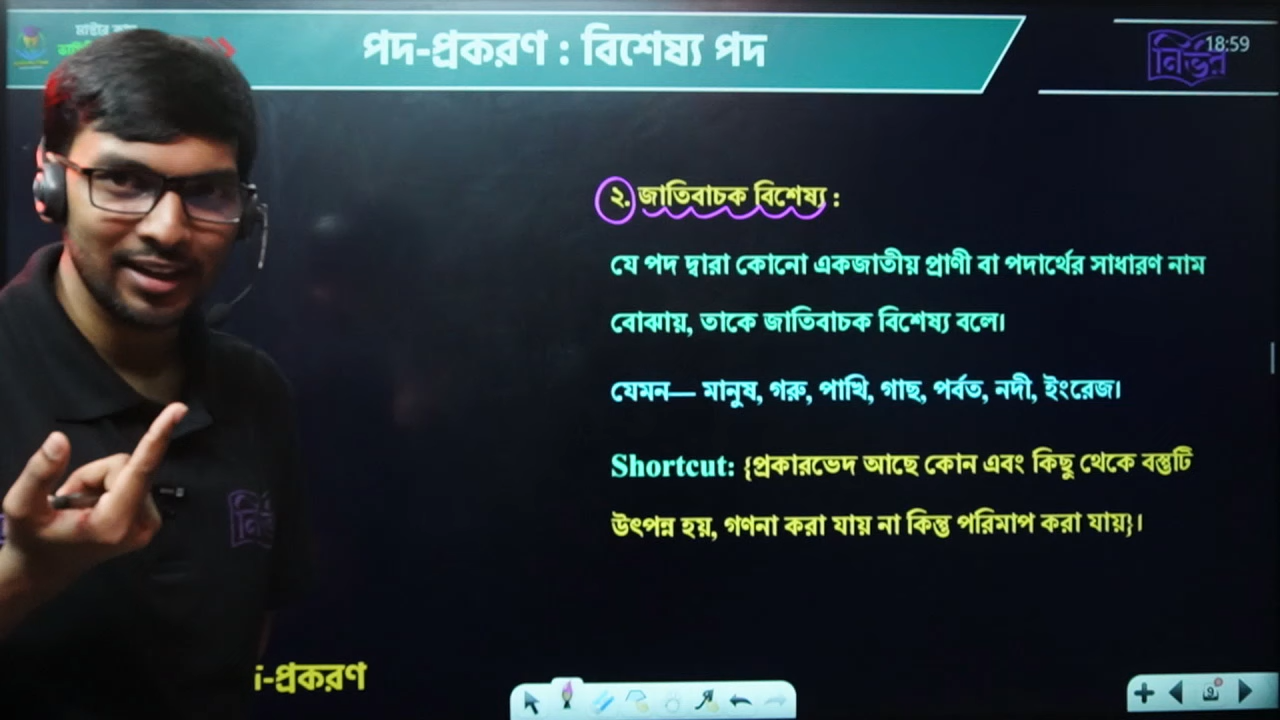 পদ-প্রকরণ : বিশেষ্য পদ
নির্ভর
18:59
২. জাতিবাচক বিশেষ্য :
যে পদ দ্বারা কোনো একজাতীয় প্রাণী বা পদার্থের সাধারণ নাম
বোঝায়, তাকে জাতিবাচক বিশেষ্য বলে।
যেমন— মানুষ, গরু, পাখি, গাছ, পর্বত, নদী, ইংরেজ।
Shortcut: {প্রকারভেদ আছে কোন এবং কিছু থেকে বস্তুটি
উৎপন্ন হয়, গণনা করা যায় না কিন্তু পরিমাপ করা যায়}।
i-প্রকরণ